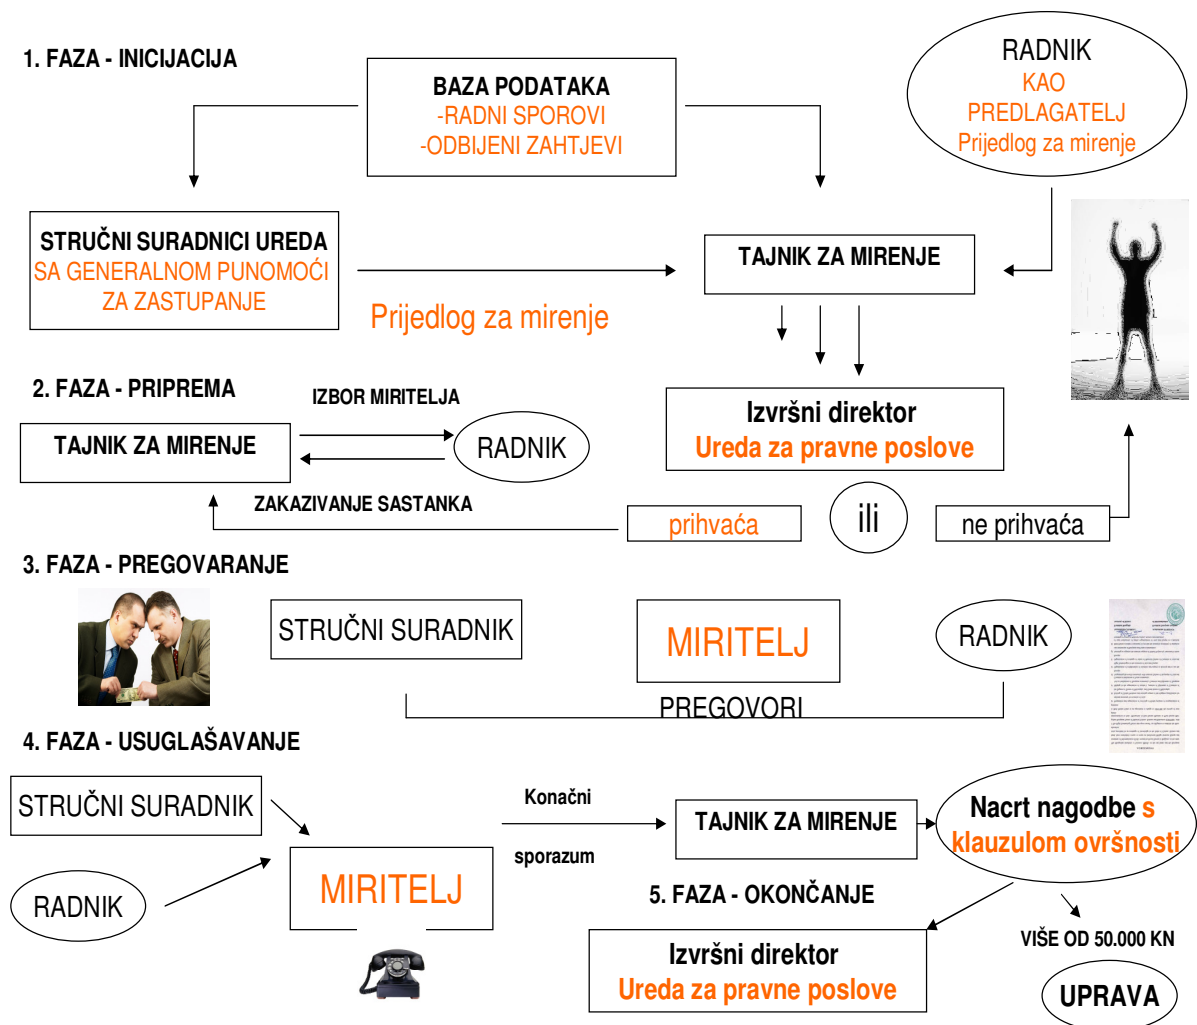 1. FAZA - INICIJACIJA
BAZA PODATAKA
-RADNI SPOROVI
-ODBIJENI ZAHTJEVI
RADNIK
KAO
PREDLAGATELJ
Prijedlog za mirenje
STRUČNI SURADNICI UREDA
SA GENERALNOM PUNOMOĆI
ZA ZASTUPANJE
Prijedlog za mirenje
TAJNIK ZA MIRENJE
2. FAZA - PRIPREMA
IZBOR MIRITELJA
TAJNIK ZA MIRENJE
RADNIK
ZAKAZIVANJE SASTANKA
Izvršni direktor
Ureda za pravne poslove
prihvaća
ili
ne prihvaća
3. FAZA - PREGOVARANJE
STRUČNI SURADNIK
MIRITELJ
RADNIK
PREGOVORI
4. FAZA - USUGLAŠAVANJE
STRUČNI SURADNIK
RADNIK
MIRITELJ
Konačni
sporazum
TAJNIK ZA MIRENJE
Nacrt nagodbe s
klauzulom ovršnosti
5. FAZA - OKONČANJE
Izvršni direktor
Ureda za pravne poslove
VIŠE OD 50.000 KN
UPRAVA